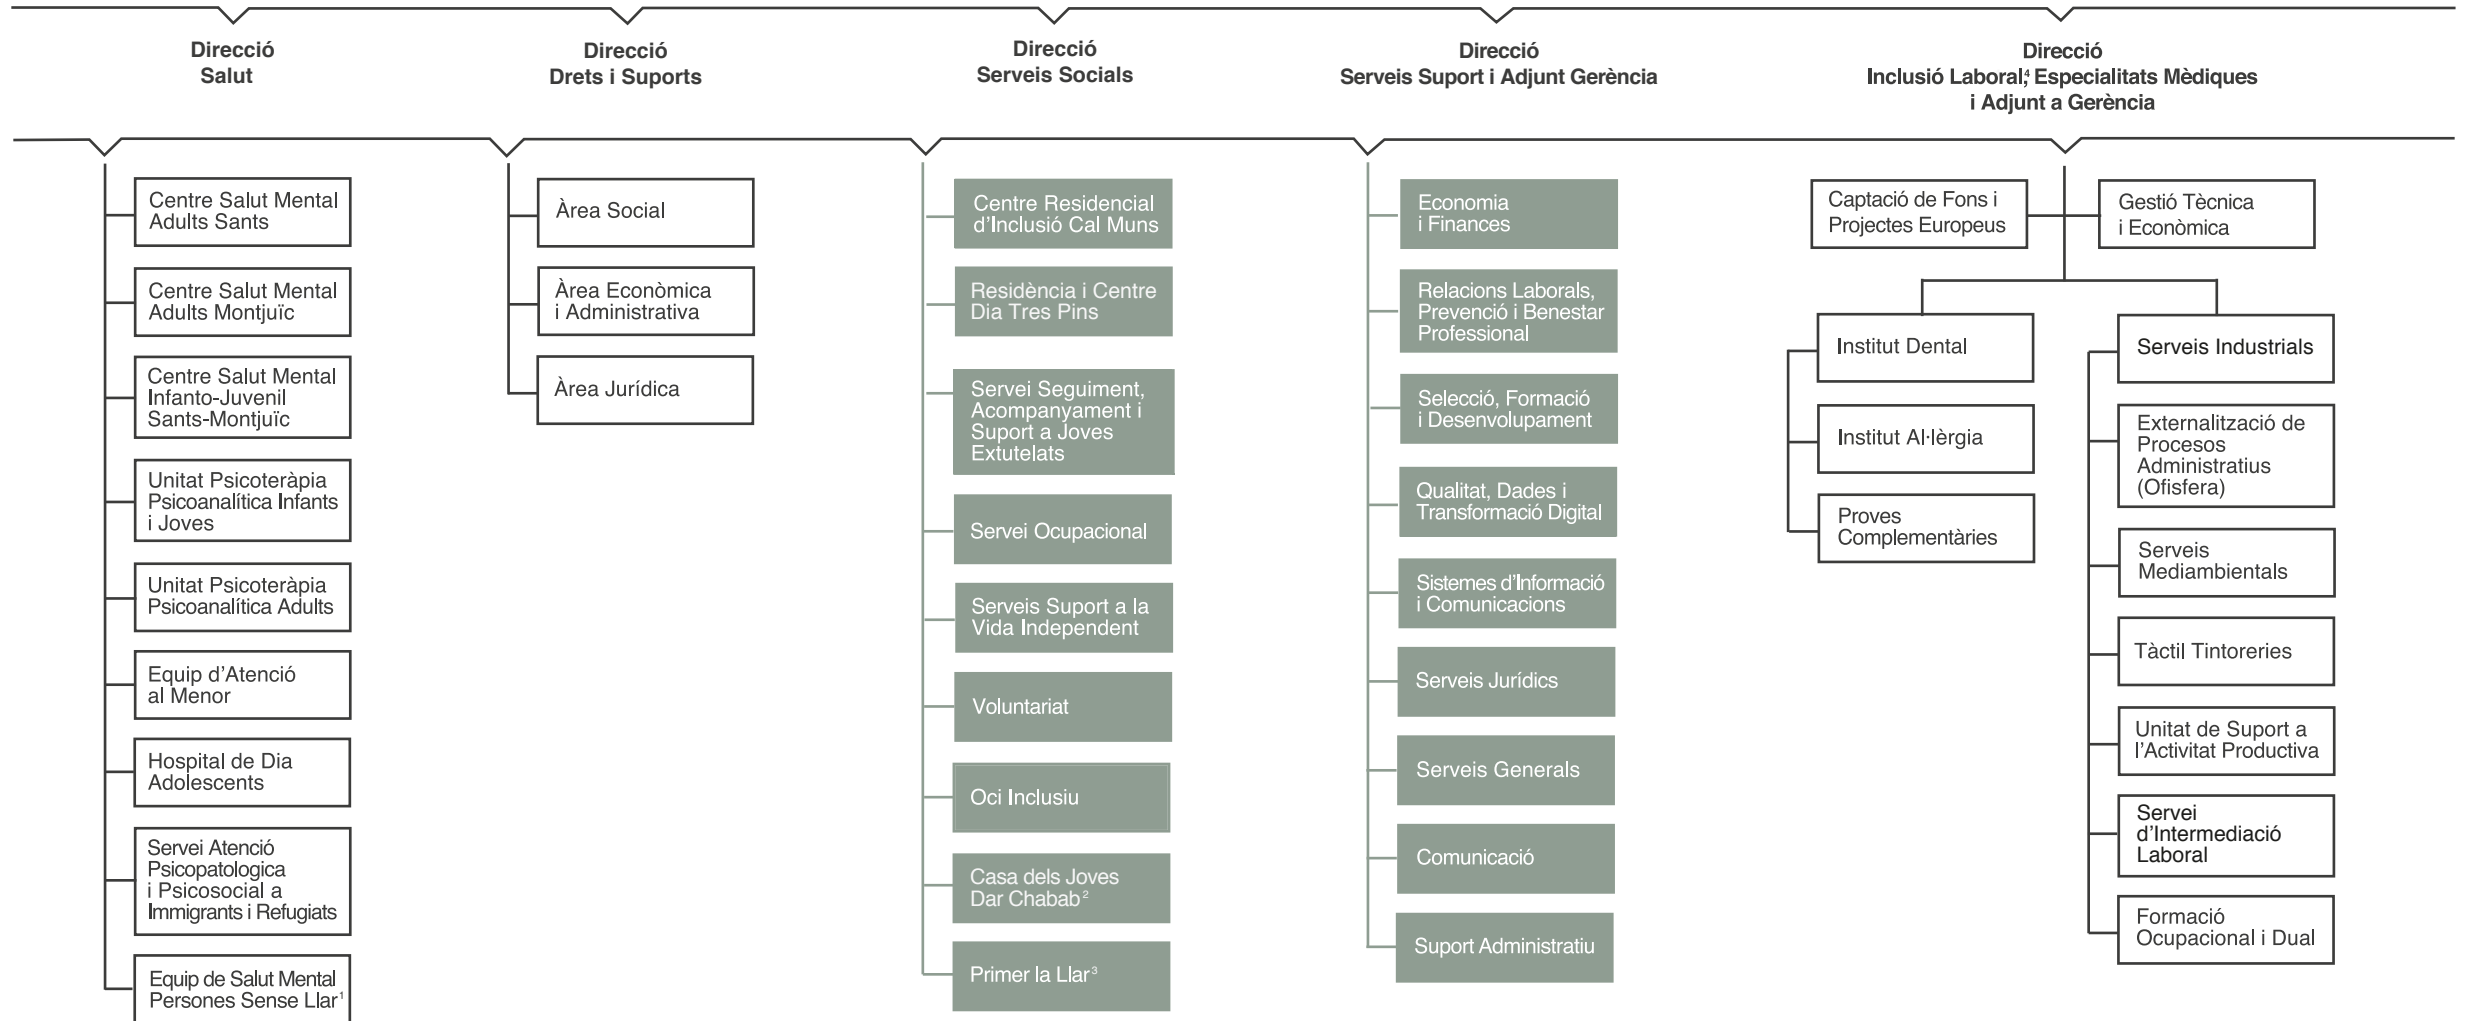 Direcció
Salut
Direcció
Drets i Suports
Direcció
Serveis Socials
Direcció
Serveis Suport i Adjunt Gerència
Direcció
Inclusió Laboral,⁴ Especialitats Mèdiques
i Adjunt a Gerència
Centre Salut Mental
Adults Sants
Centre Salut Mental
Adults Montjuïc
Centre Salut Mental
Infanto-Juvenil
Sants-Montjuïc
Unitat Psicoteràpia
Psicoanalítica Infants
i Joves
Unitat Psicoteràpia
Psicoanalítica Adults
Equip d'Atenció
al Menor
Hospital de Dia
Adolescents
Servei Atenció
Psicopatologica
i Psicosocial a
Immigrants i Refugiats
Equip de Salut Mental
Persones Sense Llar¹
Àrea Social
Àrea Econòmica
i Administrativa
Àrea Jurídica
Centre Residencial
d'Inclusió Cal Muns
Residència i Centre
Dia Tres Pins
Servei Seguiment,
Acompanyament i
Suport a Joves
Extutelats
Servei Ocupacional
Serveis Suport a la
Vida Independent
Voluntariat
Oci Inclusiu
Casa dels Joves
Dar Chabab²
Primer la Llar³
Economia
i Finances
Relacions Laborals,
Prevenció i Benestar
Professional
Selecció, Formació
i Desenvolupament
Qualitat, Dades i
Transformació Digital
Sistemes d'Informació
i Comunicacions
Serveis Jurídics
Serveis Generals
Comunicació
Suport Administratiu
Captació de Fons i
Projectes Europeus
Gestió Tècnica
i Econòmica
Institut Dental
Institut Al·lèrgia
Proves
Complementàries
Serveis Industrials
Externalització de
Procesos
Administratius
(Ofisfera)
Serveis
Mediambientals
Tàctil Tintoreries
Unitat de Suport a
l'Activitat Productiva
Servei
d'Intermediació
Laboral
Formació
Ocupacional i Dual